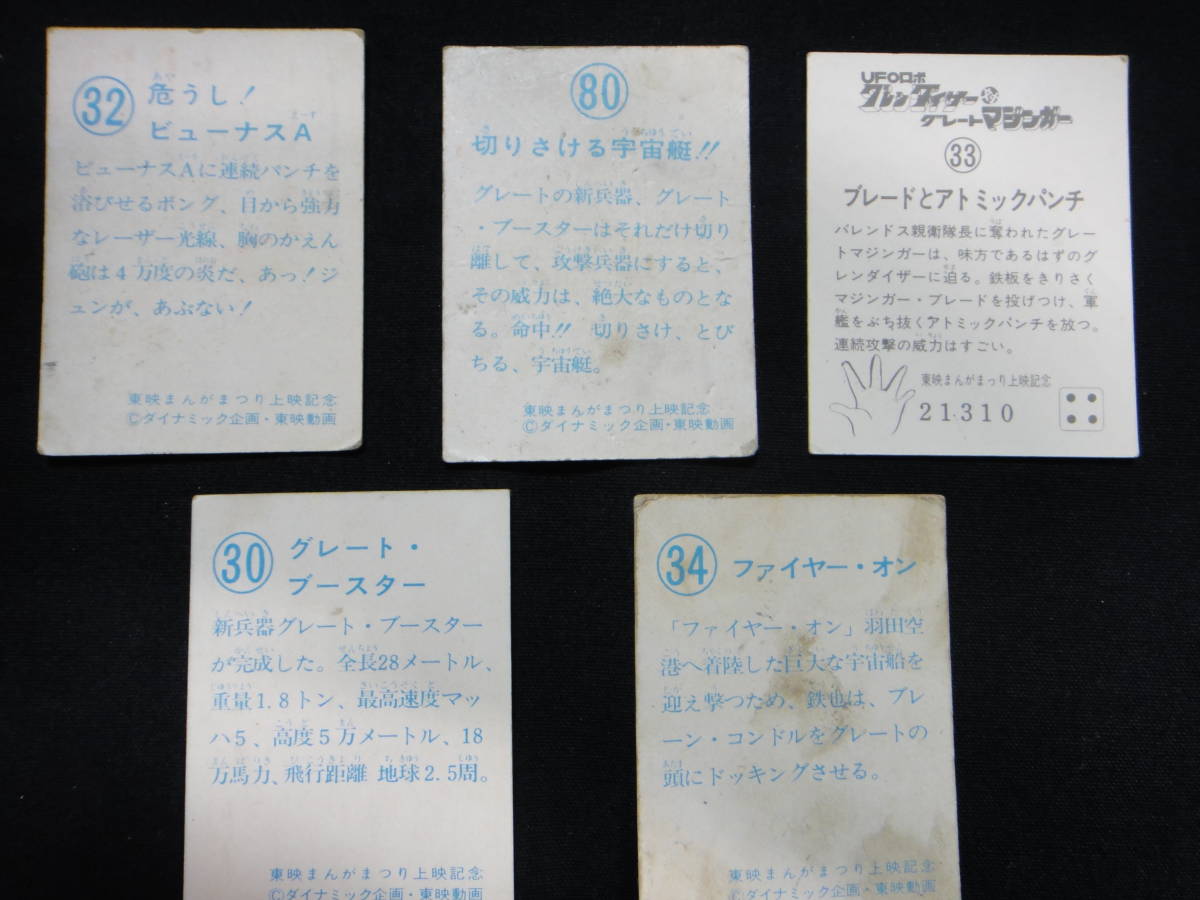 32
危うし!
ビューナスA
ビューナスAに連続パンチを
浴びせるボング、目から強力
なレーザー光線、胸のかえん
砲は4万度の炎だ、あっ!ジ
ュンが、あぶない!
東映まんがまつり上映記念
©ダイナミック企画・東映動画
80
切りさける宇宙艇!!
グレートの新兵器、グレート
・ブースターはそれだけ切り
離して、攻撃兵器にすると、
その威力は、絶大なものとな
る。命中!! 切りさけ、とび
ちる、宇宙艇。
東映まんがまつり上映記念
©ダイナミック企画・東映動画
UFOロボ
グレンダイザー対
グレートマジンガー
33
ブレードとアトミックパンチ
バレンドス親衛隊長に奪われたグレー
トマジンガーは、味方であるはずのグ
レンダイザーに迫る。鉄板をきりさく
マジンガー・ブレードを投げつけ、軍
艦をぶち抜くアトミックパンチを放つ。
連続攻撃の威力はすごい。
東映まんがまつり上映記念
21310
30
グレート・
ブースター
新兵器グレート・ブースター
が完成した。全長28メートル、
重量1.8トン、最高速度マッ
ハ5、高度5万メートル、18
万馬力、飛行距離 地球2.5周。
東映まんがまつり上映記念
©ダイナミック企画・東映動画
34
ファイヤー・オン
「ファイヤー・オン」羽田空
港へ着陸した巨大な宇宙船を
迎え撃つため、鉄也は、ブレ
ーン・コンドルをグレートの
頭にドッキングさせる。
東映まんがまつり上映記念
©ダイナミック企画・東映動画